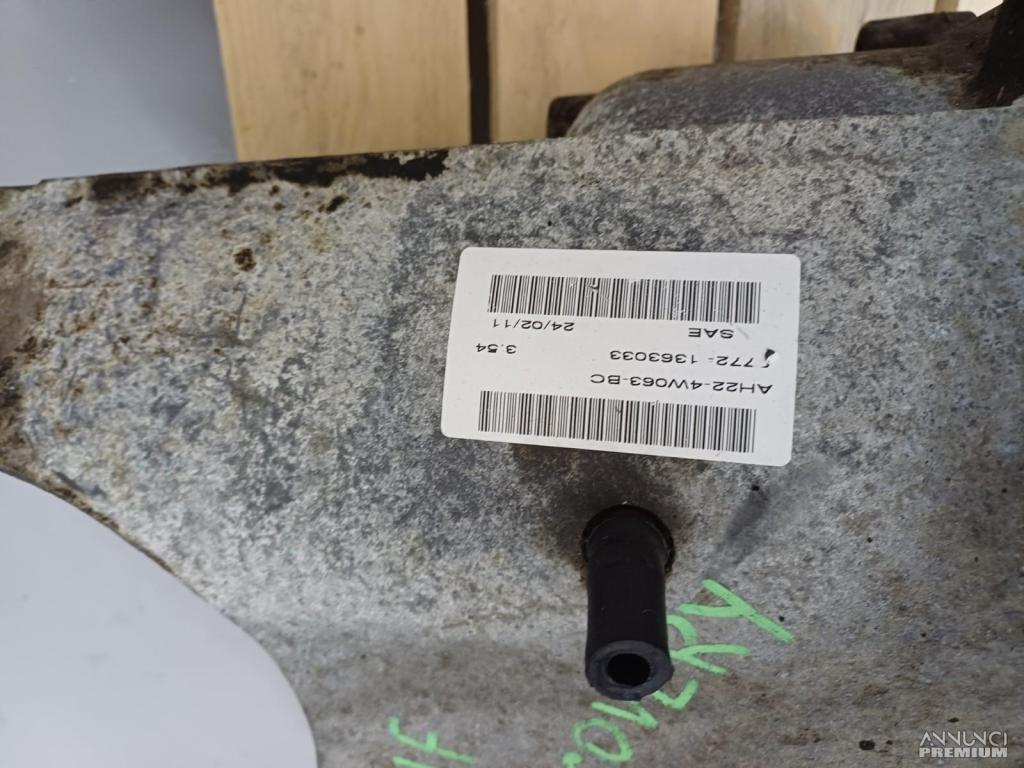 AH22-4W063-BC
772-1363033 3.54
SAE 24/02/11
ANNUNCI
PREMIUM